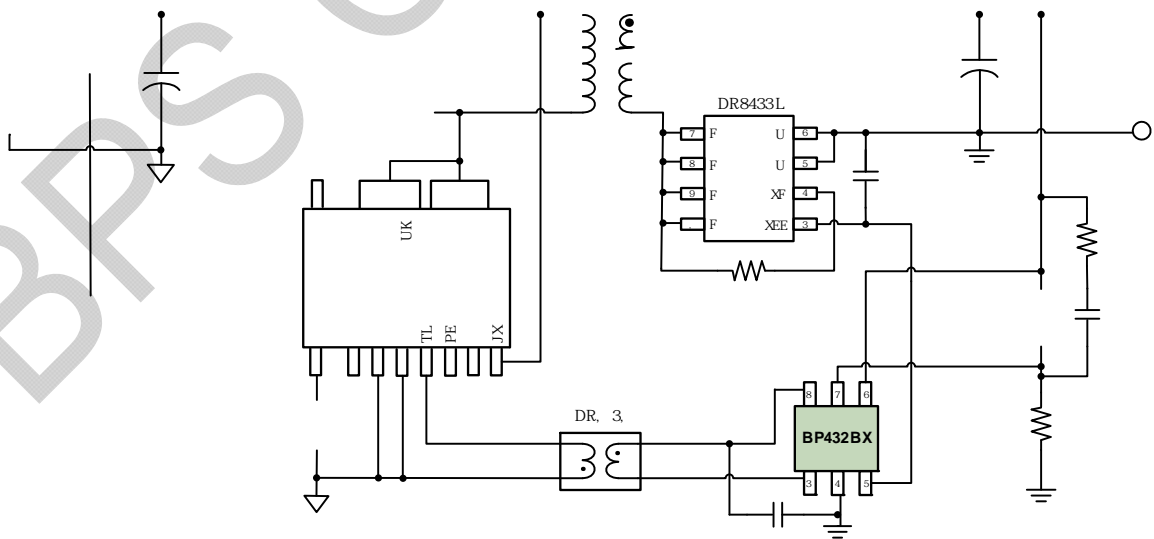 BPS
DR8433L
7 F U 6
8 F U 5
9 F XF 4
F XEE 3
UK
TL PE JX
DR, 3,
8 7 6
BP432BX
3 4 5